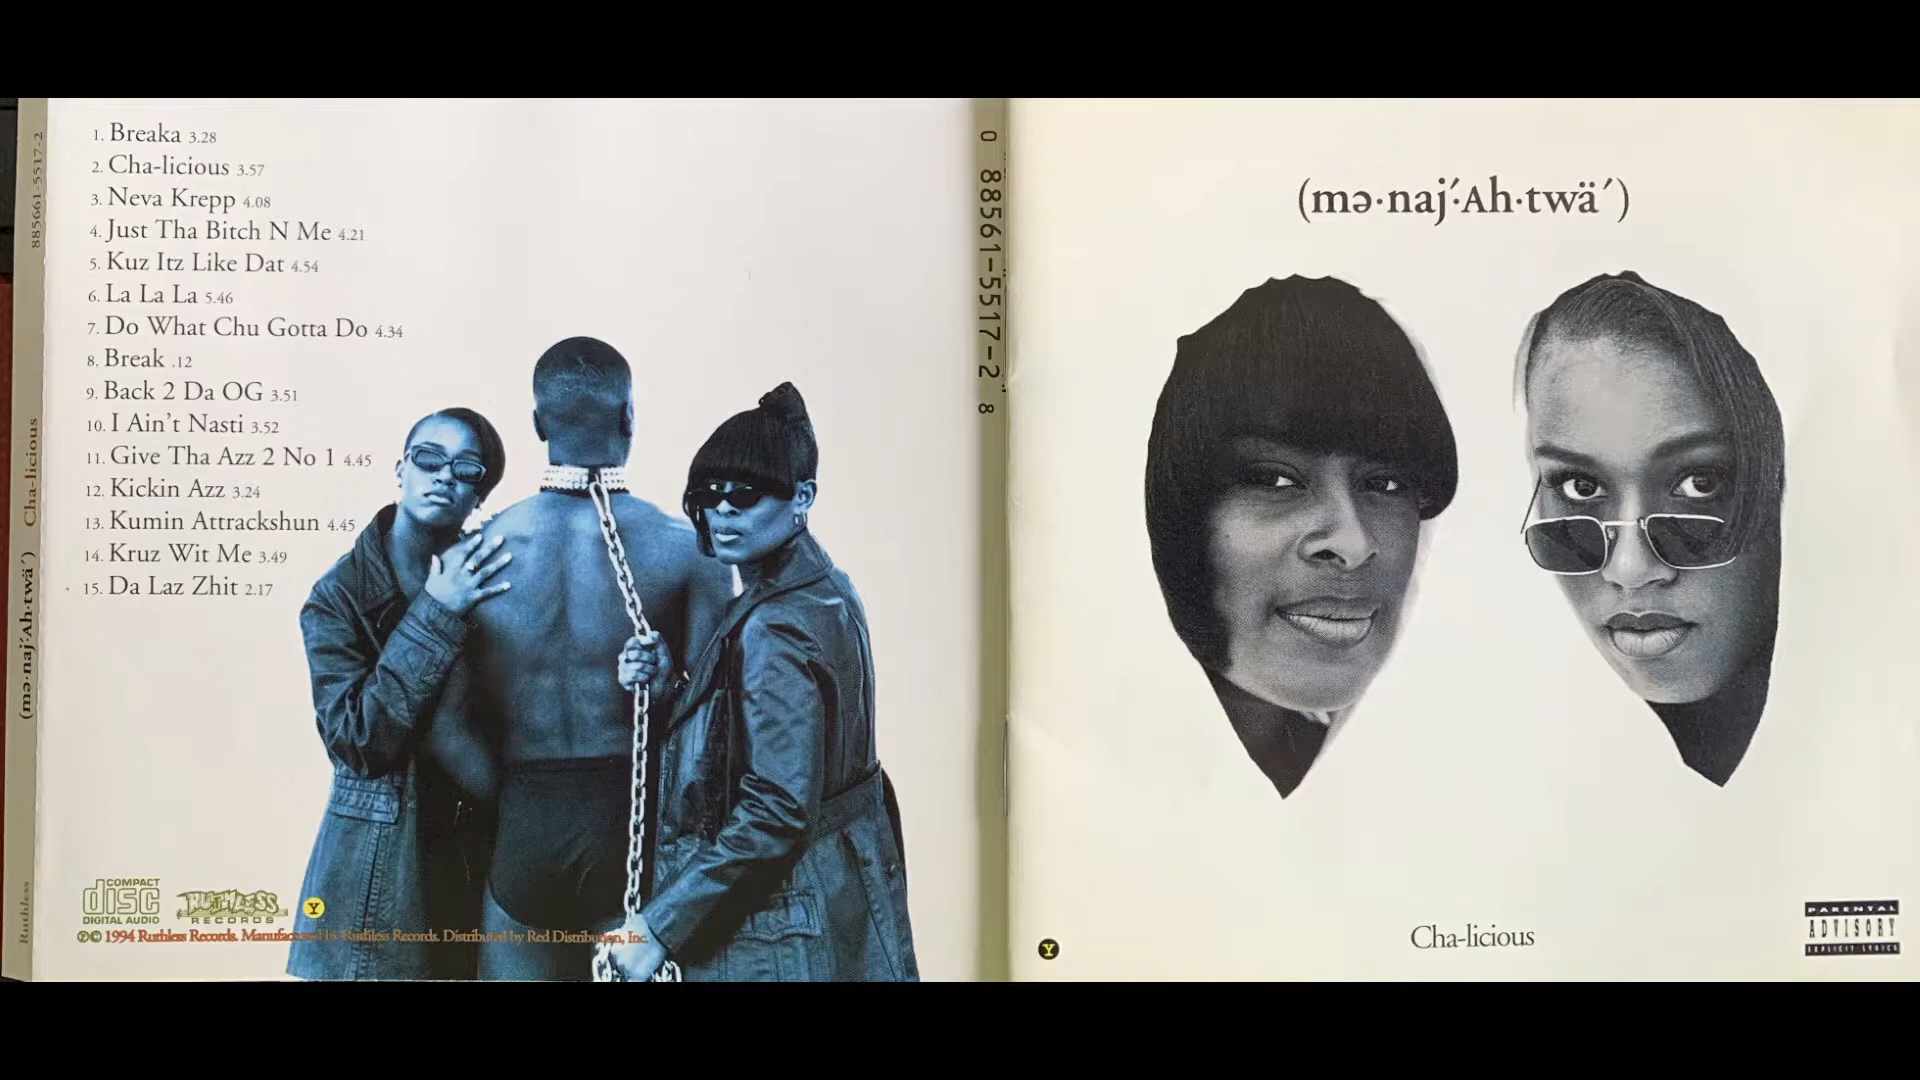 1. Breaka 3.28
2. Cha-licious 3.57
3. Neva Krepp 4.08
4. Just Tha Bitch N Me 4.21
5. Kuz Itz Like Dat 4.54
6. La La La 5.46
7. Do What Chu Gotta Do 4.34
8. Break .12
9. Back 2 Da OG 3.51
10. I Ain't Nasti 3.52
11. Give Tha Azz 2 No 1 4.45
12. Kickin Azz 3.24
13. Kumin Attrackshun 4.45
14. Kruz Wit Me 3.49
15. Da Laz Zhit 2.17
COMPACT
disc
DIGITAL AUDIO
RUTHLESS
RECORDS
Y
℗© 1994 Ruthless Records. Manufactured by Ruthless Records. Distributed by Red Distribution, Inc.
885661-5517-2
Cha-licious
(mə·naj´·Ah·twä´)
Ruthless
0 88561-5517-2 8
(mə·naj´·Ah·twä´)
Cha-licious
Y
PARENTAL
ADVISORY
EXPLICIT LYRICS